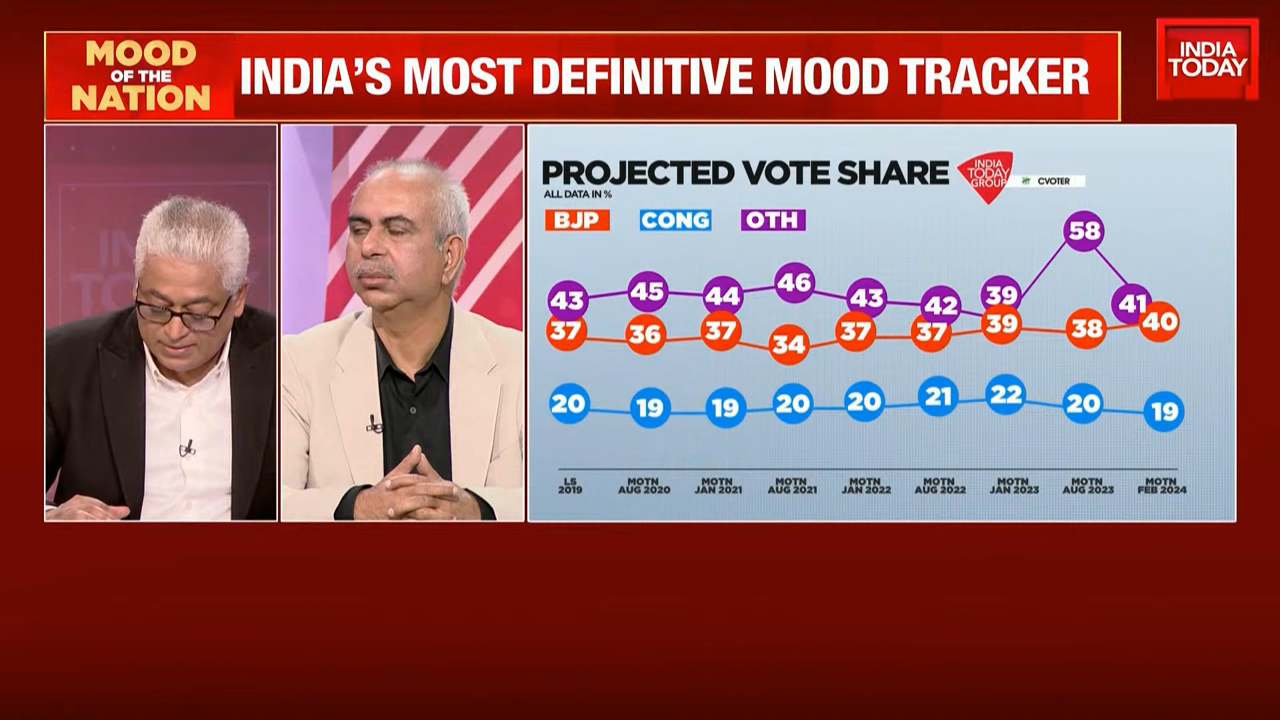 MOOD
OF THE
NATION
INDIA'S MOST DEFINITIVE MOOD TRACKER
INDIA
TODAY
PROJECTED VOTE SHARE
ALL DATA IN %
INDIA
TODAY
GROUP
CVOTER
BJP CONG OTH
43 45 44 46 43 42 39 58 41
37 36 37 34 37 37 39 38 40
20 19 19 20 20 21 22 20 19
LS
2019
MOTN
AUG 2020
MOTN
JAN 2021
MOTN
AUG 2021
MOTN
JAN 2022
MOTN
AUG 2022
MOTN
JAN 2023
MOTN
AUG 2023
MOTN
FEB 2024